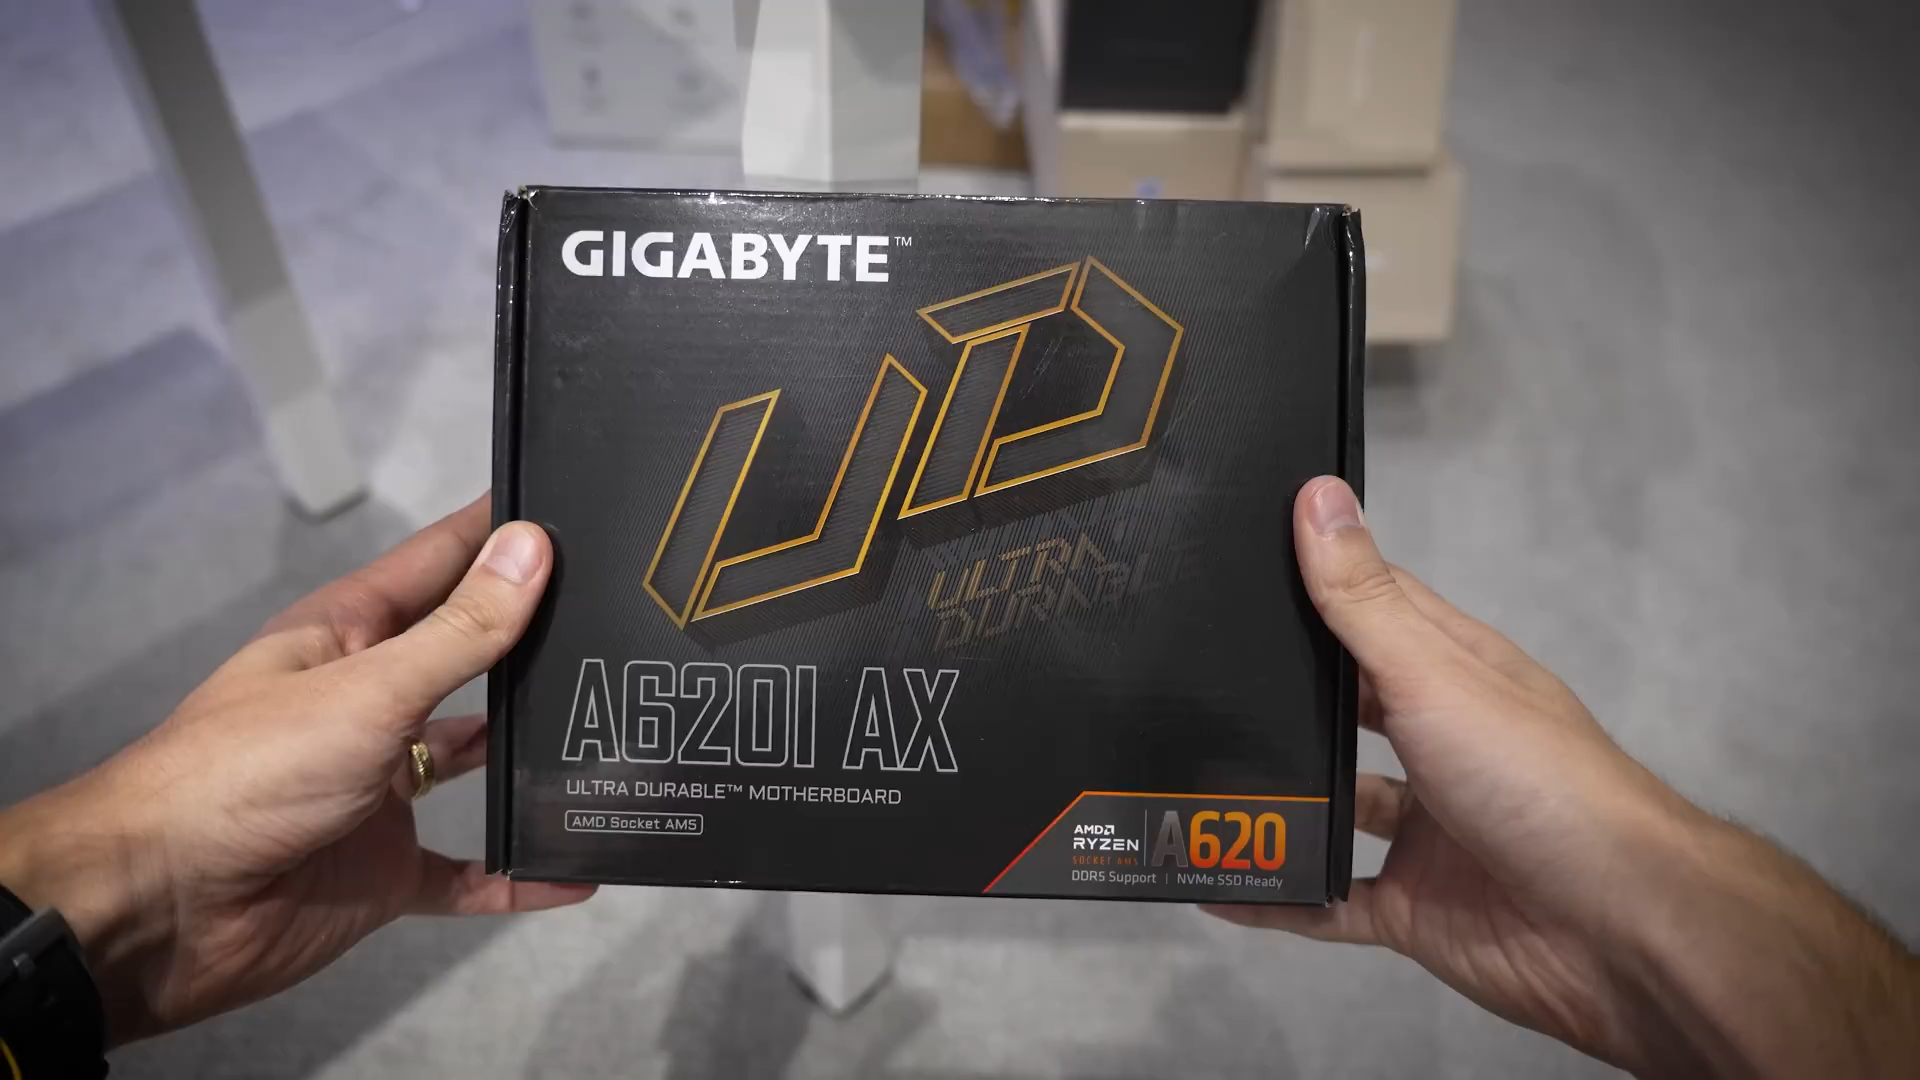 GIGABYTE™
UD
ULTRA
DURABLE
A620I AX
ULTRA DURABLE™ MOTHERBOARD
AMD Socket AM5
AMD
RYZEN
SOCKET AM5
A620
DDR5 Support | NVMe SSD Ready